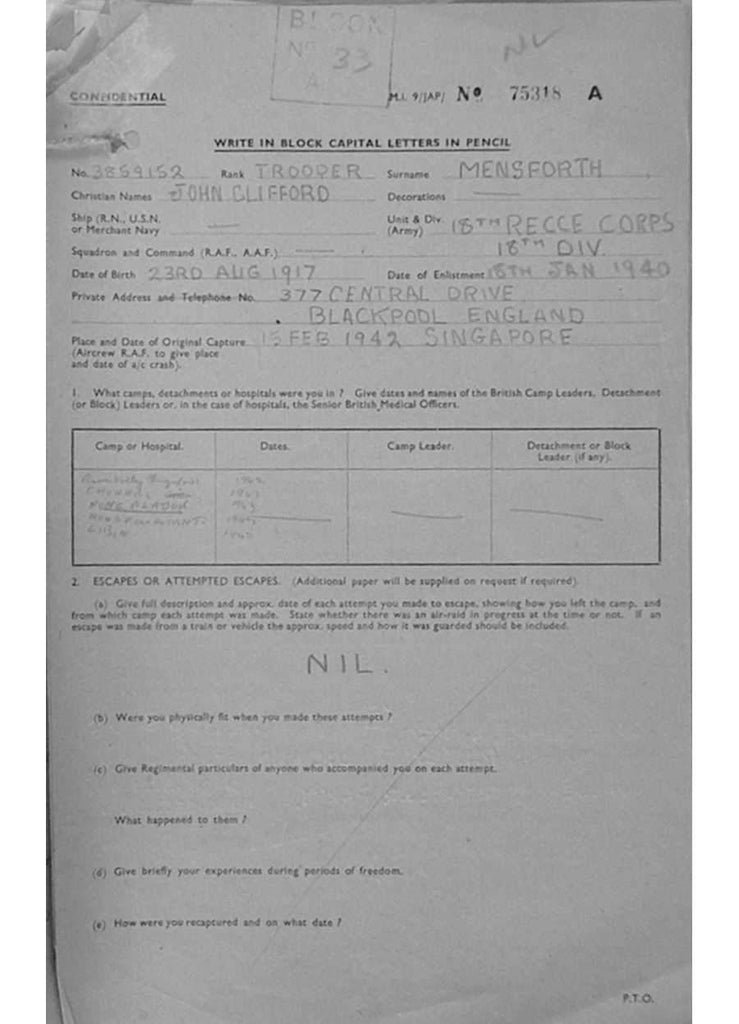 BLOCK
No 33
A
NL
CONFIDENTIAL
M.I. 9/JAP/ No. 75318 A
WRITE IN BLOCK CAPITAL LETTERS IN PENCIL
No. 3859152 Rank TROOPER Surname MENSFORTH
Christian Names JOHN CLIFFORD Decorations
Ship (R.N., U.S.N. Unit & Div. 18TH RECCE CORPS
or Merchant Navy (Army) 18TH DIV.
Squadron and Command (R.A.F., A.A.F.)
Date of Birth 23RD AUG 1917 Date of Enlistment 18TH JAN 1940
Private Address and Telephone No. 377 CENTRAL DRIVE
BLACKPOOL ENGLAND
Place and Date of Original Capture 15 FEB 1942 SINGAPORE
(Aircrew R.A.F. to give place
and date of a/c crash).
1. What camps, detachments or hospitals were you in ? Give dates and names of the British Camp Leaders, Detachment
(or Block) Leaders or, in the case of hospitals, the Senior British Medical Officers.
Camp or Hospital. Dates. Camp Leader. Detachment or Block
Leader (if any).
1942
2. ESCAPES OR ATTEMPTED ESCAPES. (Additional paper will be supplied on request if required)
(a) Give full description and approx. date of each attempt you made to escape, showing how you left the camp, and
from which camp each attempt was made. State whether there was an air-raid in progress at the time or not. If an
escape was made from a train or vehicle the approx. speed and how it was guarded should be included.
NIL.
(b) Were you physically fit when you made these attempts ?
(c) Give Regimental particulars of anyone who accompanied you on each attempt.
What happened to them ?
(d) Give briefly your experiences during periods of freedom.
(e) How were you recaptured and on what date ?
P.T.O.